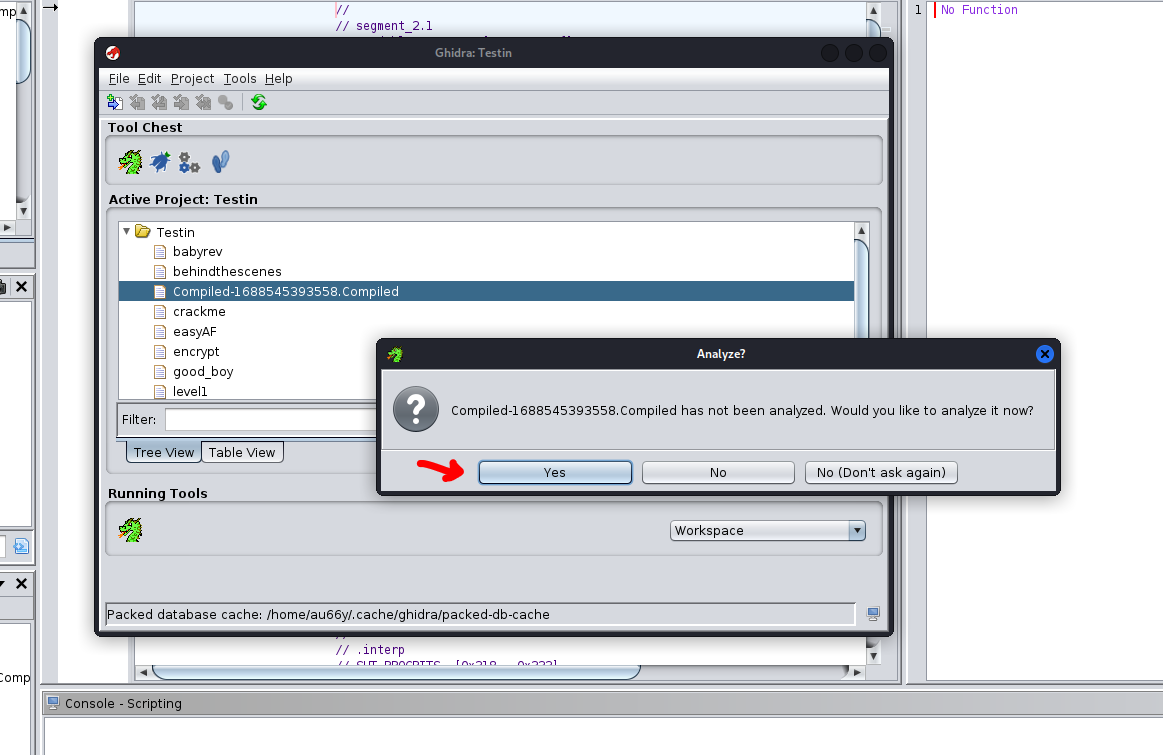 mp
//
// segment_2.1
1
No Function
Ghidra: Testin
File Edit Project Tools Help
Tool Chest
Active Project: Testin
Testin
babyrev
behindthescenes
Compiled-1688545393558.Compiled
crackme
easyAF
encrypt
good_boy
level1
Filter:
Tree View
Table View
Analyze?
Compiled-1688545393558.Compiled has not been analyzed. Would you like to analyze it now?
Yes
No
No (Don't ask again)
Running Tools
Workspace
Packed database cache: /home/au66y/.cache/ghidra/packed-db-cache
// .interp
// SHT_PROGBITS [0x318 - 0x333]
Comp
Console - Scripting